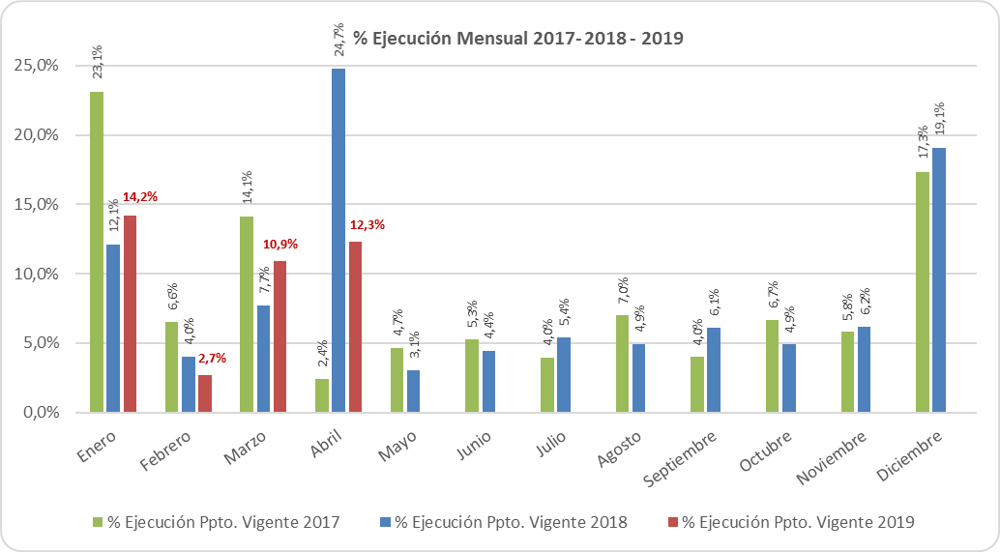 % Ejecución Mensual 2017- 2018 - 2019
25,0%
20,0%
15,0%
10,0%
5,0%
0,0%
23,1%
12,1%
14,2%
6,6%
4,0%
2,7%
14,1%
7,7%
10,9%
2,4%
24,7%
12,3%
4,7%
3,1%
5,3%
4,4%
4,0%
5,4%
7,0%
4,9%
4,0%
6,1%
6,7%
4,9%
5,8%
6,2%
17,3%
19,1%
Enero
Febrero
Marzo
Abril
Mayo
Junio
Julio
Agosto
Septiembre
Octubre
Noviembre
Diciembre
% Ejecución Ppto. Vigente 2017
% Ejecución Ppto. Vigente 2018
% Ejecución Ppto. Vigente 2019